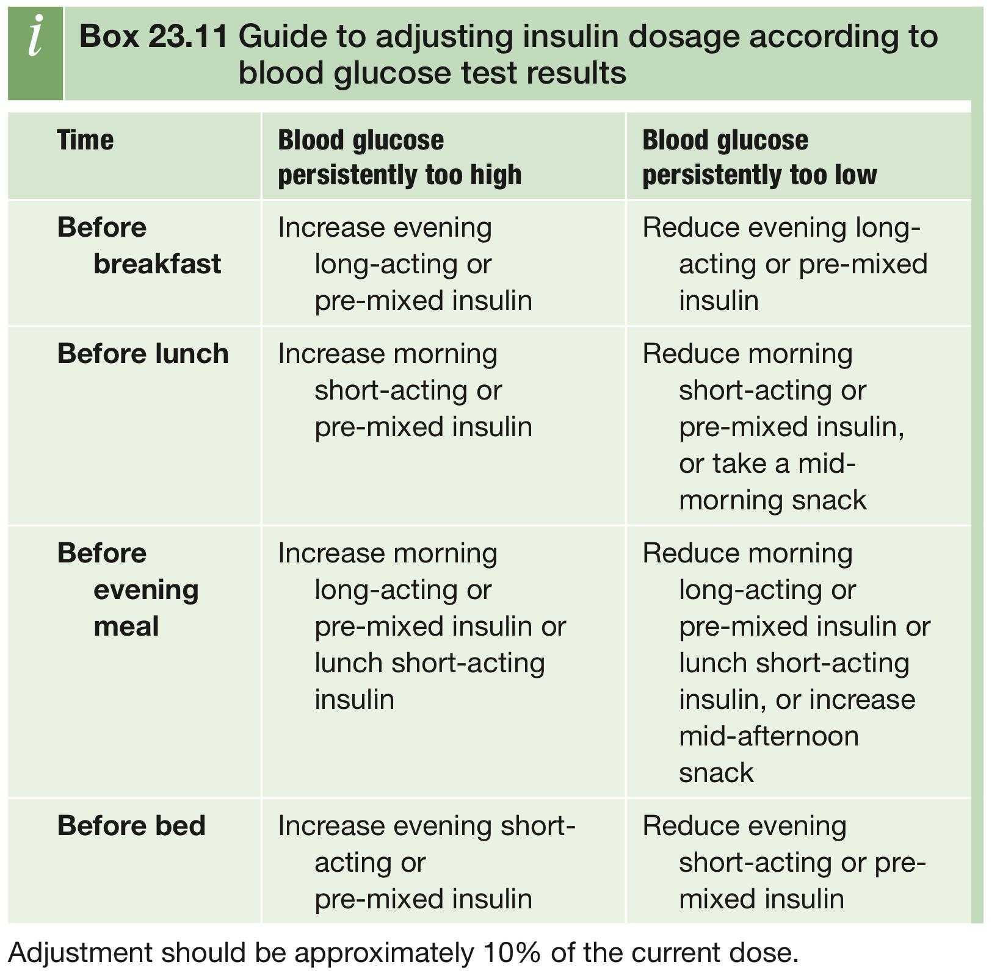 i
Box 23.11 Guide to adjusting insulin dosage according to
blood glucose test results
Time
Blood glucose
persistently too high
Blood glucose
persistently too low
Before
breakfast
Increase evening
long-acting or
pre-mixed insulin
Reduce evening long-
acting or pre-mixed
insulin
Before lunch
Increase morning
short-acting or
pre-mixed insulin
Reduce morning
short-acting or
pre-mixed insulin,
or take a mid-
morning snack
Before
evening
meal
Increase morning
long-acting or
pre-mixed insulin or
lunch short-acting
insulin
Reduce morning
long-acting or
pre-mixed insulin or
lunch short-acting
insulin, or increase
mid-afternoon
snack
Before bed
Increase evening short-
acting or
pre-mixed insulin
Reduce evening
short-acting or pre-
mixed insulin
Adjustment should be approximately 10% of the current dose.